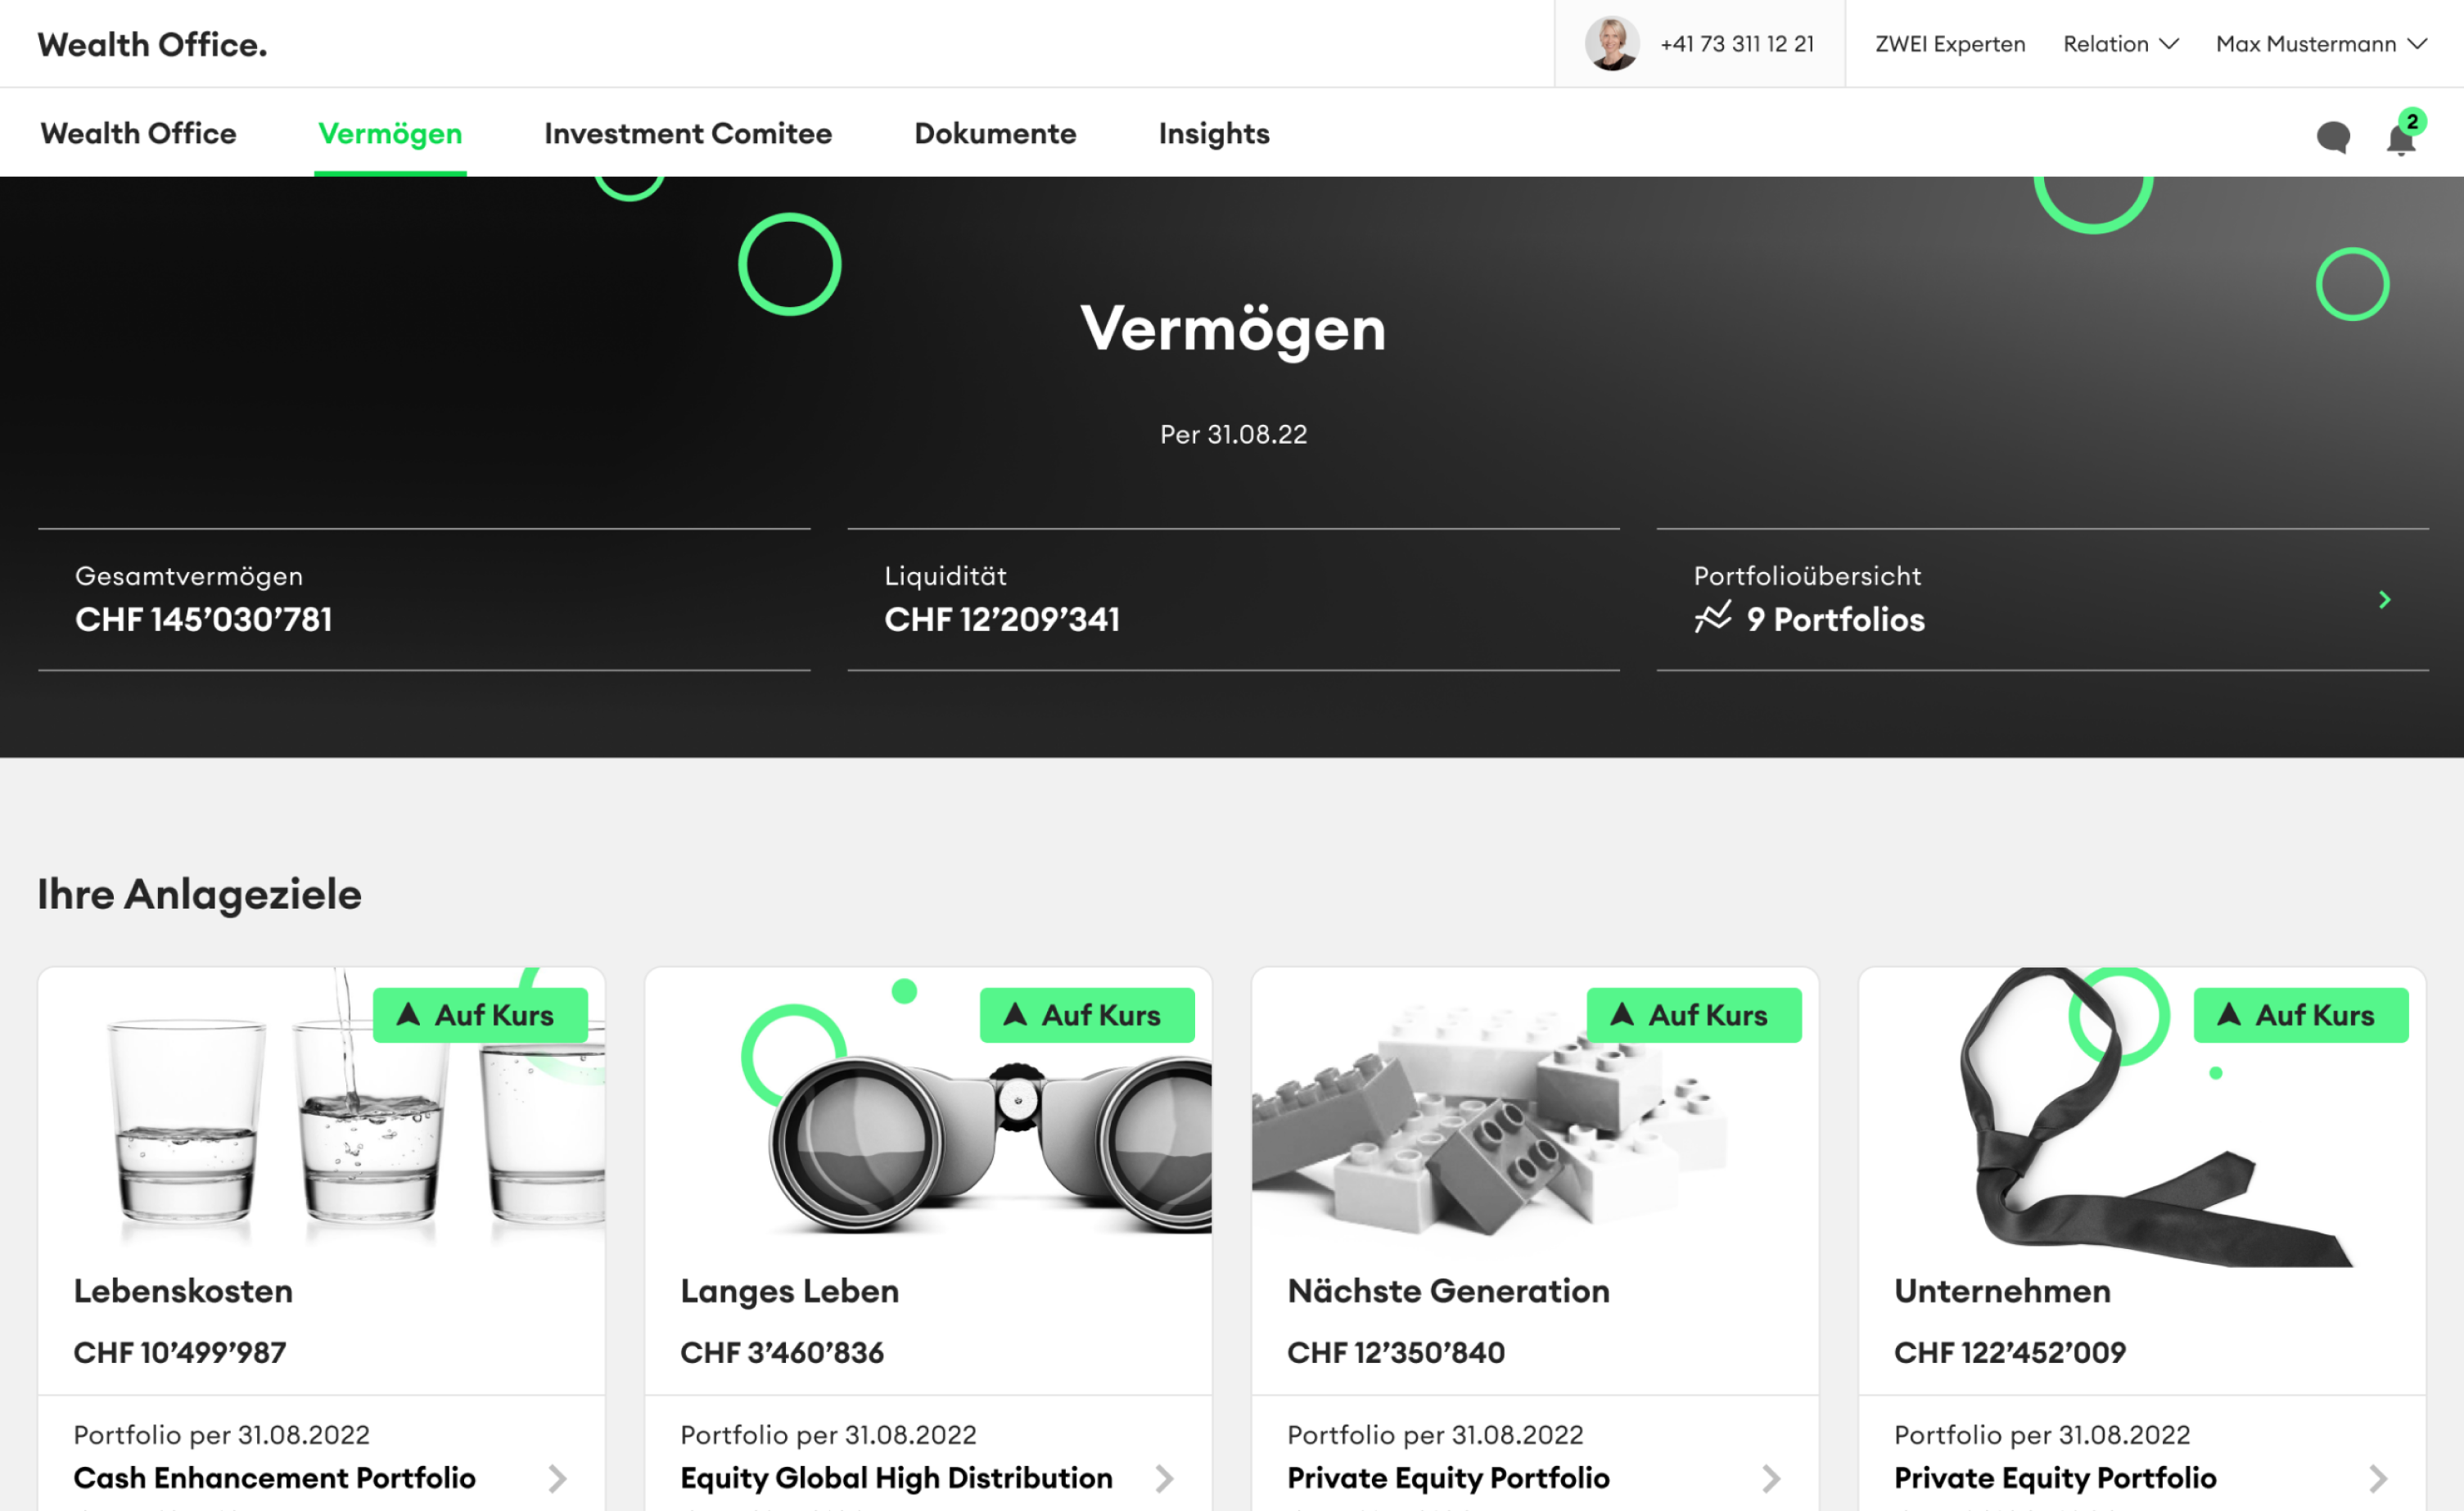 Wealth Office.
+41 73 311 12 21
ZWEI Experten
Relation
Max Mustermann
Wealth Office
Vermögen
Investment Comitee
Dokumente
Insights
2
Vermögen
Per 31.08.22
Gesamtvermögen
CHF 145’030’781
Liquidität
CHF 12’209’341
Portfolioübersicht
9 Portfolios
Ihre Anlageziele
Auf Kurs
Lebenskosten
CHF 10’499’987
Portfolio per 31.08.2022
Cash Enhancement Portfolio
Auf Kurs
Langes Leben
CHF 3’460’836
Portfolio per 31.08.2022
Equity Global High Distribution
Auf Kurs
Nächste Generation
CHF 12’350’840
Portfolio per 31.08.2022
Private Equity Portfolio
Auf Kurs
Unternehmen
CHF 122’452’009
Portfolio per 31.08.2022
Private Equity Portfolio